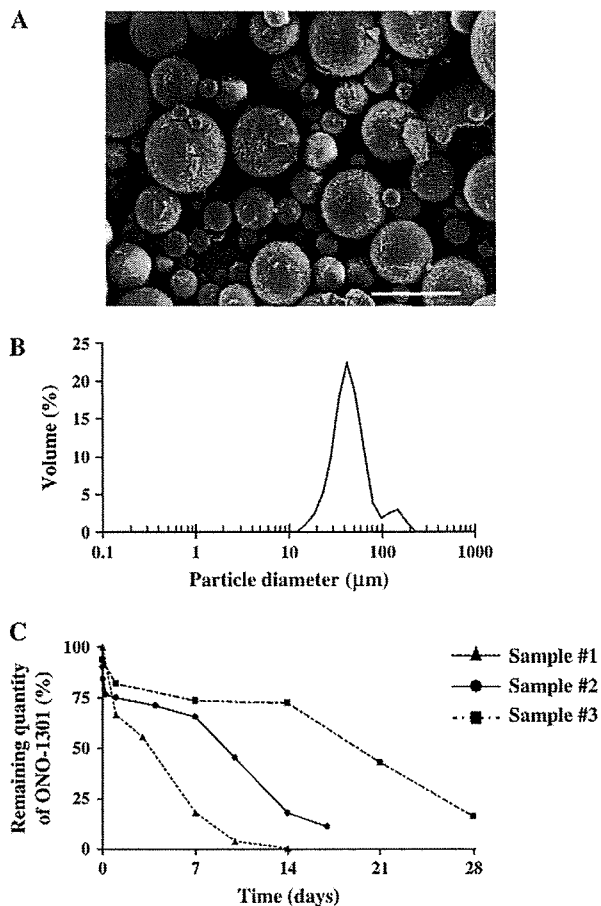 A
B
25
20
15
10
5
0
Volume (%)
0.1 1 10 100 1000
Particle diameter (μm)
C
100
75
50
25
0
Remaining quantity
of ONO-1301 (%)
0 7 14 21 28
Time (days)
Sample #1
Sample #2
Sample #3